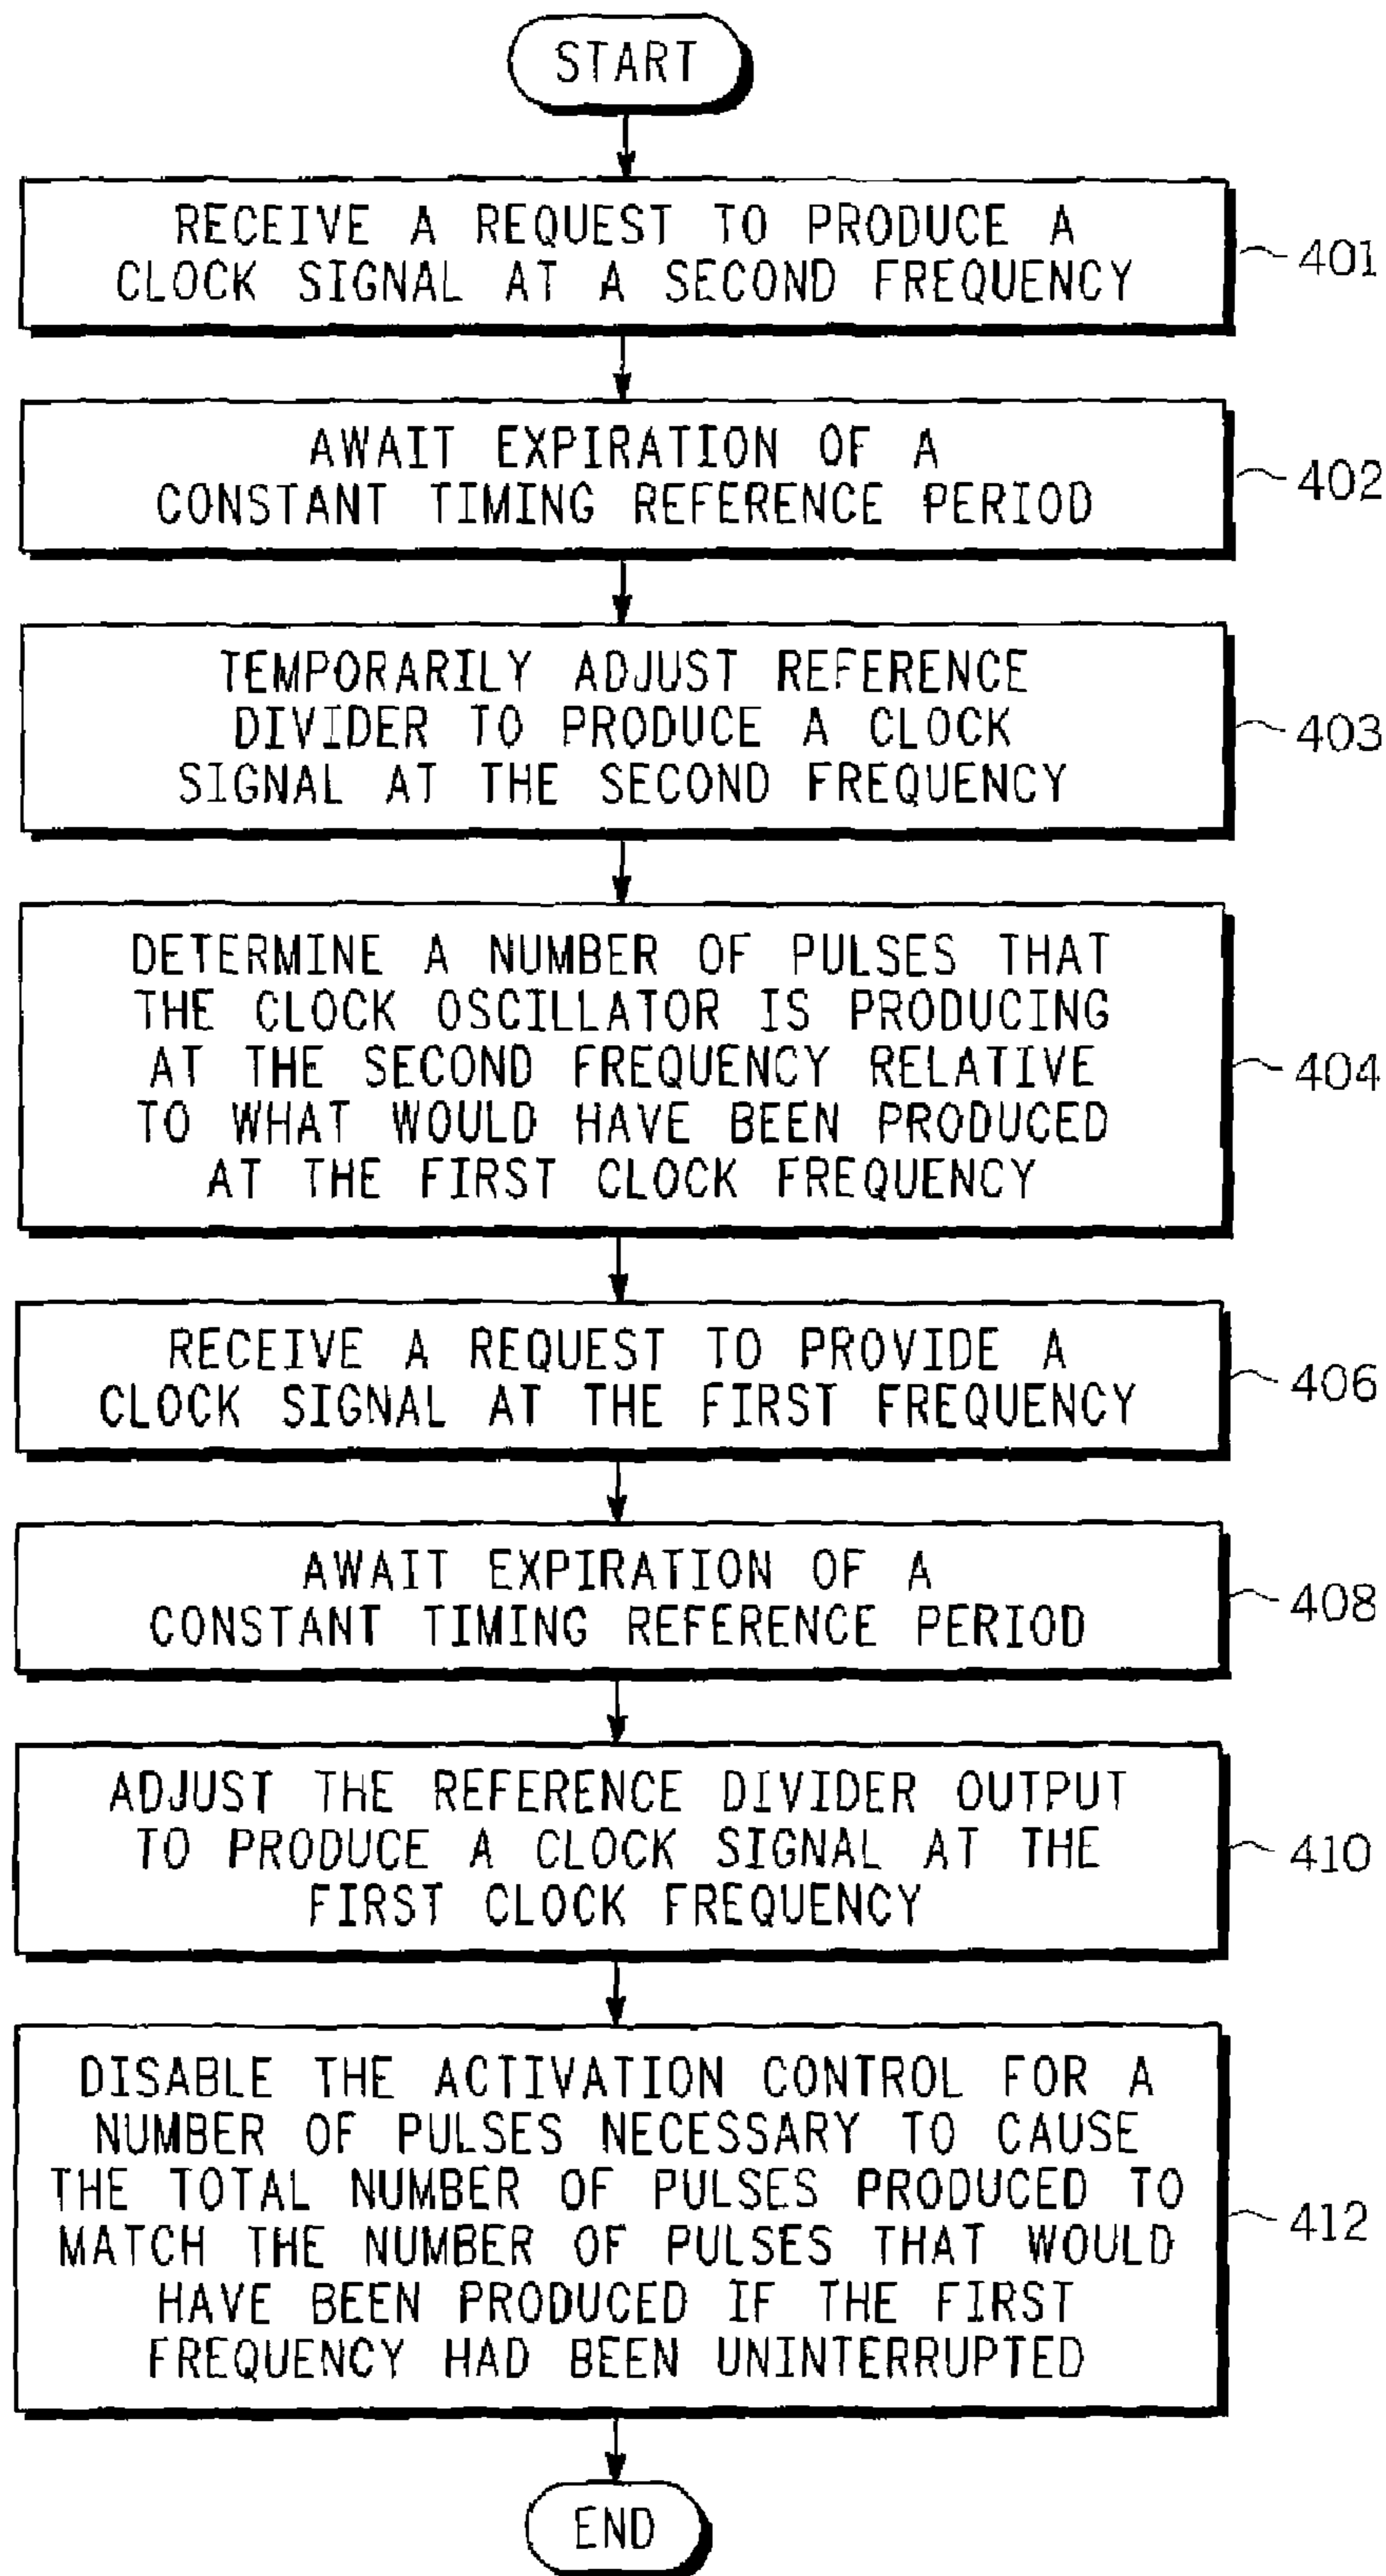 START
RECEIVE A REQUEST TO PRODUCE A
CLOCK SIGNAL AT A SECOND FREQUENCY
401
AWAIT EXPIRATION OF A
CONSTANT TIMING REFERENCE PERIOD
402
TEMPORARILY ADJUST REFERENCE
DIVIDER TO PRODUCE A CLOCK
SIGNAL AT THE SECOND FREQUENCY
403
DETERMINE A NUMBER OF PULSES THAT
THE CLOCK OSCILLATOR IS PRODUCING
AT THE SECOND FREQUENCY RELATIVE
TO WHAT WOULD HAVE BEEN PRODUCED
AT THE FIRST CLOCK FREQUENCY
404
RECEIVE A REQUEST TO PROVIDE A
CLOCK SIGNAL AT THE FIRST FREQUENCY
406
AWAIT EXPIRATION OF A
CONSTANT TIMING REFERENCE PERIOD
408
ADJUST THE REFERENCE DIVIDER OUTPUT
TO PRODUCE A CLOCK SIGNAL AT THE
FIRST CLOCK FREQUENCY
410
DISABLE THE ACTIVATION CONTROL FOR A
NUMBER OF PULSES NECESSARY TO CAUSE
THE TOTAL NUMBER OF PULSES PRODUCED TO
MATCH THE NUMBER OF PULSES THAT WOULD
HAVE BEEN PRODUCED IF THE FIRST
FREQUENCY HAD BEEN UNINTERRUPTED
412
END